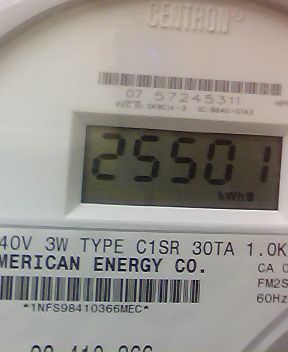 CENTRON®
07 57245311
25501
kWh
40V 3W TYPE C1SR 30TA 1.0K
MERICAN ENERGY CO.
CA 0
FM2S
60Hz
*1NFS98410366MEC*